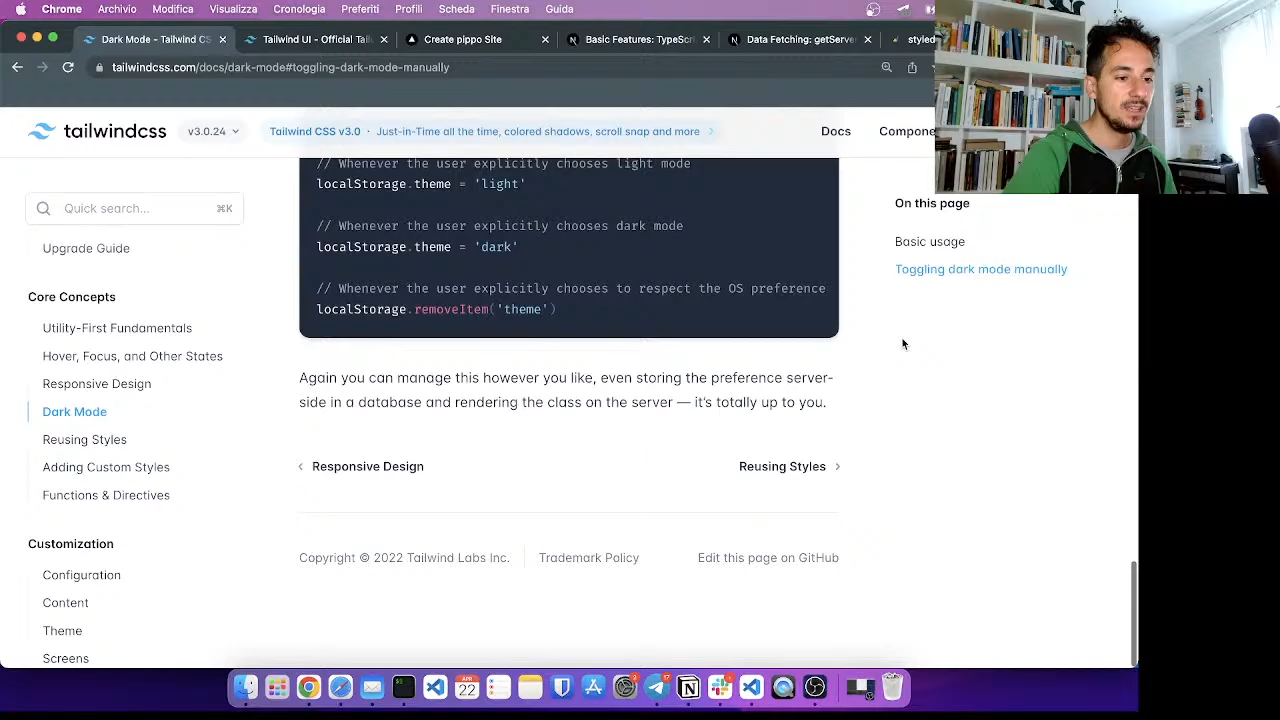 Chrome Archivio Modifica Visualizza Cronologia Preferiti Profili Scheda Finestra Guida
Dark Mode - Tailwind CS
Tailwind UI - Official Tail
Create pippo Site
Basic Features: TypeScri
Data Fetching: getServer
styled
tailwindcss.com/docs/dark-mode#toggling-dark-mode-manually
tailwindcss v3.0.24 Tailwind CSS v3.0 · Just-in-Time all the time, colored shadows, scroll snap and more Docs Compone
Quick search... ⌘K
Upgrade Guide
Core Concepts
Utility-First Fundamentals
Hover, Focus, and Other States
Responsive Design
Dark Mode
Reusing Styles
Adding Custom Styles
Functions & Directives
Customization
Configuration
Content
Theme
Screens
// Whenever the user explicitly chooses light mode
localStorage.theme = 'light'
// Whenever the user explicitly chooses dark mode
localStorage.theme = 'dark'
// Whenever the user explicitly chooses to respect the OS preference
localStorage.removeItem('theme')
Again you can manage this however you like, even storing the preference server-
side in a database and rendering the class on the server — it's totally up to you.
Responsive Design
Reusing Styles
Copyright © 2022 Tailwind Labs Inc. Trademark Policy Edit this page on GitHub
On this page
Basic usage
Toggling dark mode manually
APR
22